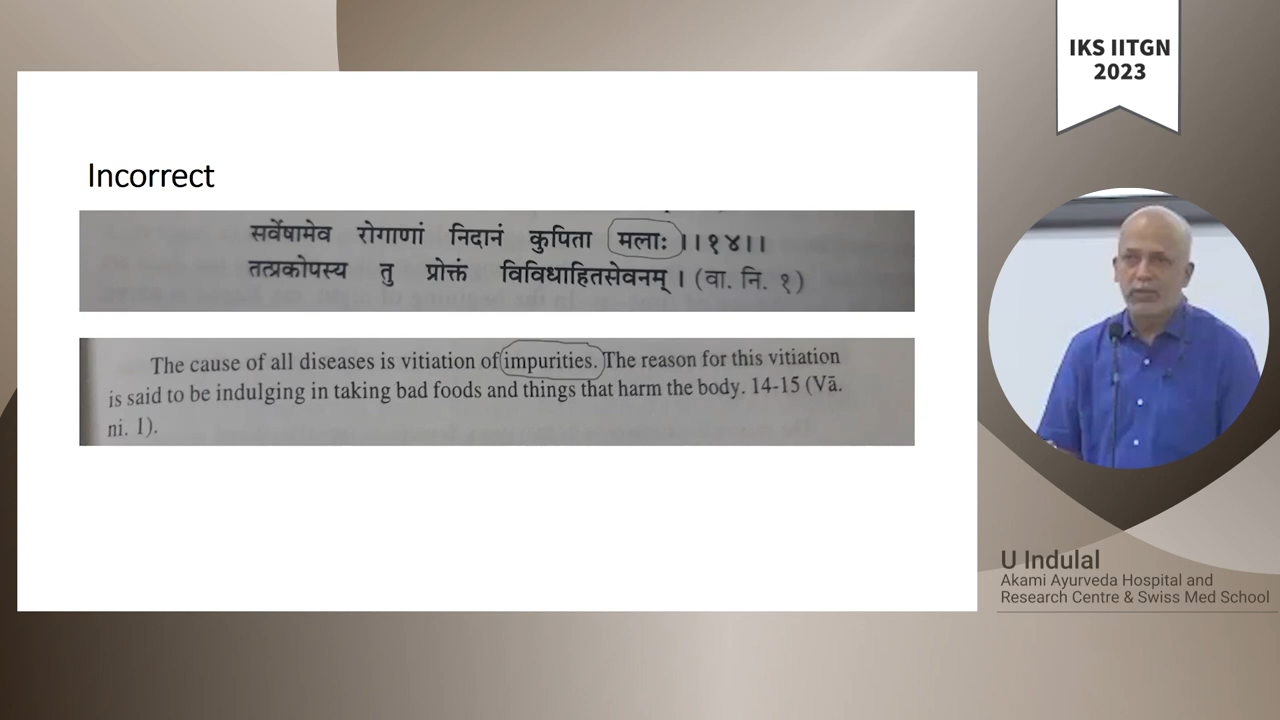 IKS IITGN
2023
Incorrect
सर्वेषामेव रोगाणां निदानं कुपिता मलाः ।।१४।।
तत्प्रकोपस्य तु प्रोक्तं विविधाहितसेवनम् । (वा. नि. १)
The cause of all diseases is vitiation of impurities. The reason for this vitiation
is said to be indulging in taking bad foods and things that harm the body. 14-15 (Vā.
ni. 1).
U Indulal
Akami Ayurveda Hospital and
Research Centre & Swiss Med School